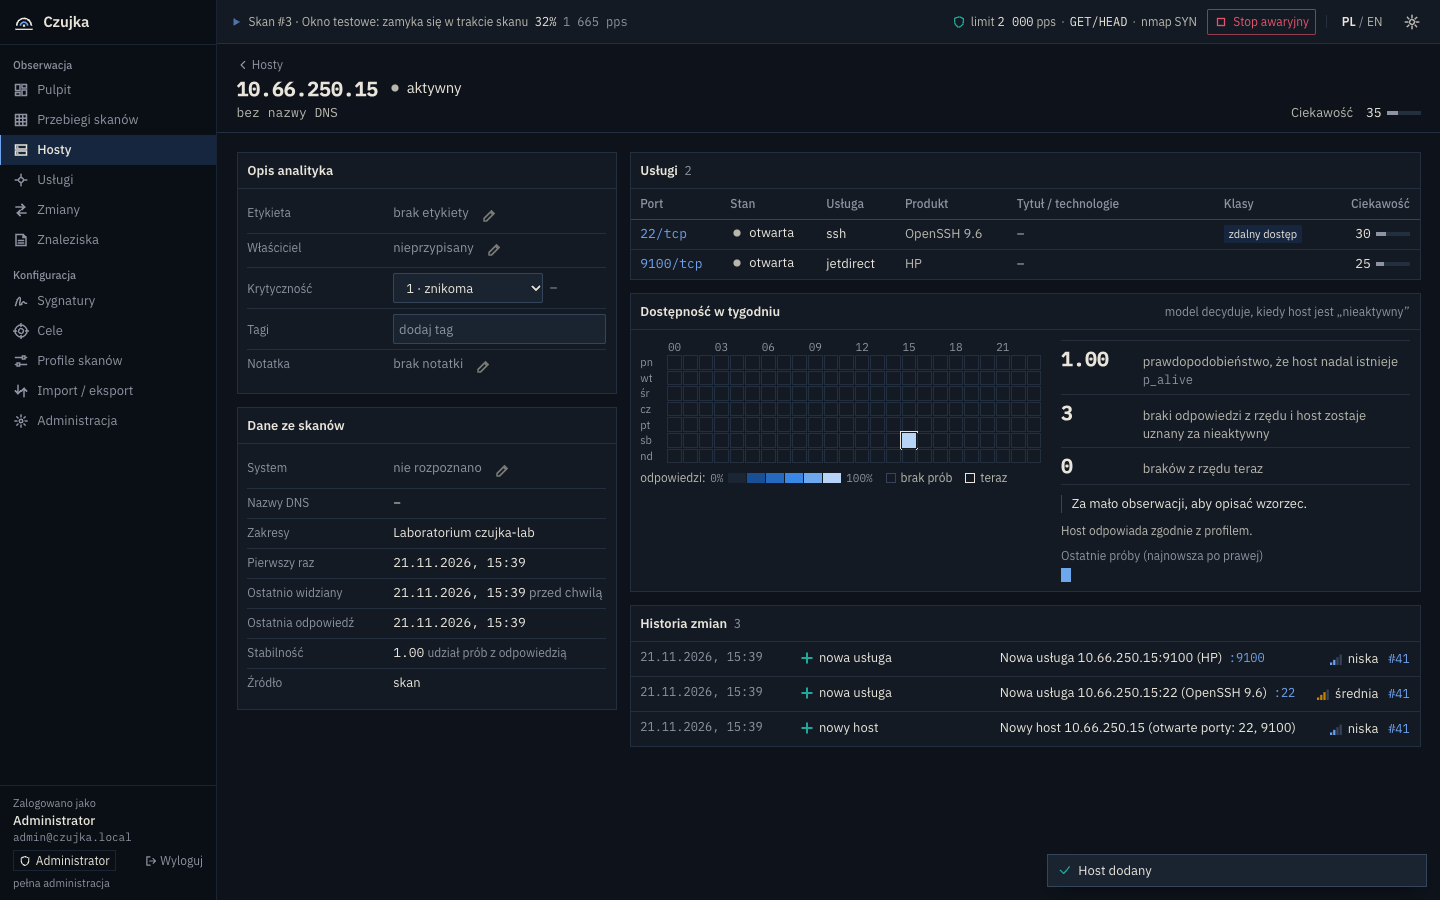 Czujka
Skan #3 · Okno testowe: zamyka się w trakcie skanu 32% 1 665 pps
limit 2 000 pps · GET/HEAD · nmap SYN
Stop awaryjny
PL / EN
Obserwacja
Pulpit
Przebiegi skanów
Hosty
Usługi
Zmiany
Znaleziska
Konfiguracja
Sygnatury
Cele
Profile skanów
Import / eksport
Administracja
Zalogowano jako
Administrator
admin@czujka.local
Administrator
Wyloguj
pełna administracja
Hosty
10.66.250.15 aktywny
bez nazwy DNS
Ciekawość 35
Opis analityka
Etykieta brak etykiety
Właściciel nieprzypisany
Krytyczność 1 · znikoma –
Tagi dodaj tag
Notatka brak notatki
Dane ze skanów
System nie rozpoznano
Nazwy DNS –
Zakresy Laboratorium czujka-lab
Pierwszy raz 21.11.2026, 15:39
Ostatnio widziany 21.11.2026, 15:39 przed chwilą
Ostatnia odpowiedź 21.11.2026, 15:39
Stabilność 1.00 udział prób z odpowiedzią
Źródło skan
Usługi 2
Port Stan Usługa Produkt Tytuł / technologie Klasy Ciekawość
22/tcp otwarta ssh OpenSSH 9.6 – zdalny dostęp 30
9100/tcp otwarta jetdirect HP – 25
Dostępność w tygodniu
model decyduje, kiedy host jest „nieaktywny”
00 03 06 09 12 15 18 21
pn
wt
śr
cz
pt
sb
nd
odpowiedzi: 0% 100% brak prób teraz
1.00 prawdopodobieństwo, że host nadal istnieje
p_alive
3 braki odpowiedzi z rzędu i host zostaje
uznany za nieaktywny
0 braków z rzędu teraz
Za mało obserwacji, aby opisać wzorzec.
Host odpowiada zgodnie z profilem.
Ostatnie próby (najnowsza po prawej)
Historia zmian 3
21.11.2026, 15:39 nowa usługa Nowa usługa 10.66.250.15:9100 (HP) :9100 niska #41
21.11.2026, 15:39 nowa usługa Nowa usługa 10.66.250.15:22 (OpenSSH 9.6) :22 średnia #41
21.11.2026, 15:39 nowy host Nowy host 10.66.250.15 (otwarte porty: 22, 9100) niska #41
Host dodany